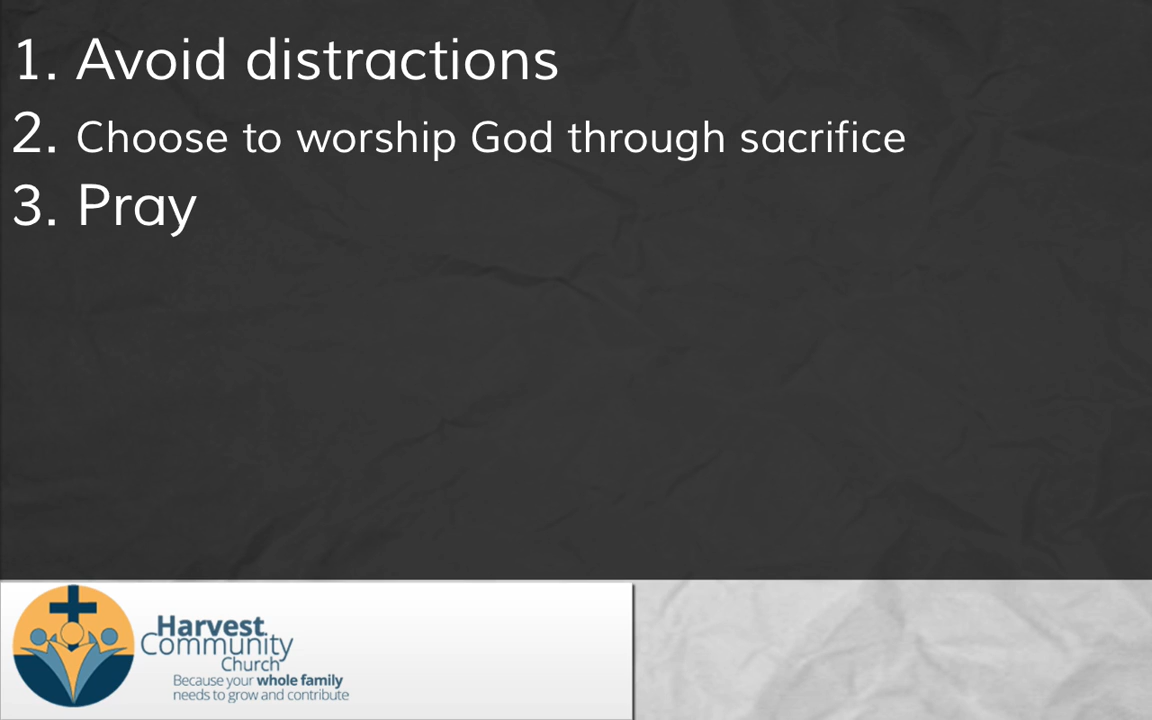 1. Avoid distractions
2. Choose to worship God through sacrifice
3. Pray
Harvest
Community
Church
Because your whole family
needs to grow and contribute